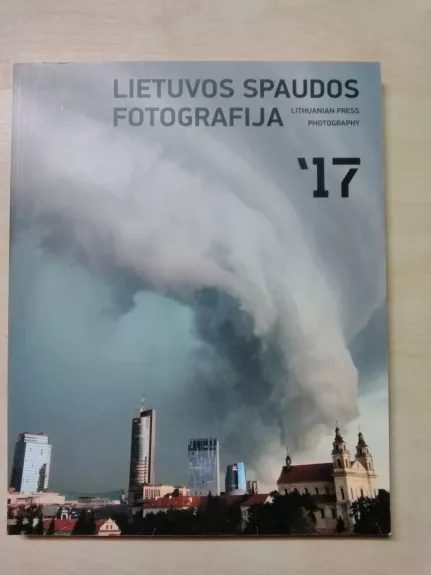 LIETUVOS SPAUDOS
FOTOGRAFIJA
LITHUANIAN PRESS
PHOTOGRAPHY
'17